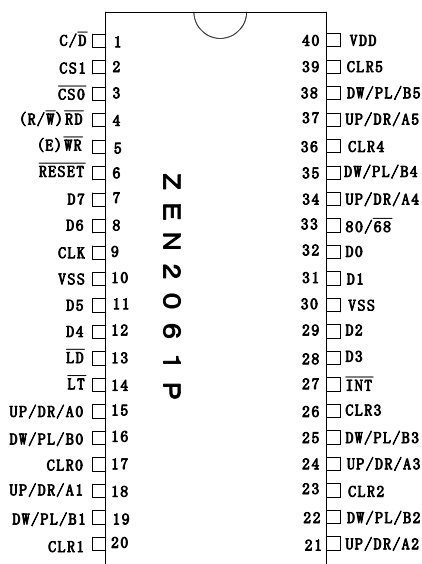 C/D̅ 1 40 VDD
CS1 2 39 CLR5
C̅S̅0̅ 3 38 DW/PL/B5
(R/W̅)R̅D̅ 4 37 UP/DR/A5
(E)W̅R̅ 5 36 CLR4
R̅E̅S̅E̅T̅ 6 35 DW/PL/B4
D7 7 34 UP/DR/A4
D6 8 33 80/6̅8̅
CLK 9 32 D0
VSS 10 31 D1
D5 11 30 VSS
D4 12 29 D2
L̅D̅ 13 28 D3
L̅T̅ 14 27 I̅N̅T̅
UP/DR/A0 15 26 CLR3
DW/PL/B0 16 25 DW/PL/B3
CLR0 17 24 UP/DR/A3
UP/DR/A1 18 23 CLR2
DW/PL/B1 19 22 DW/PL/B2
CLR1 20 21 UP/DR/A2
ZEN2061P